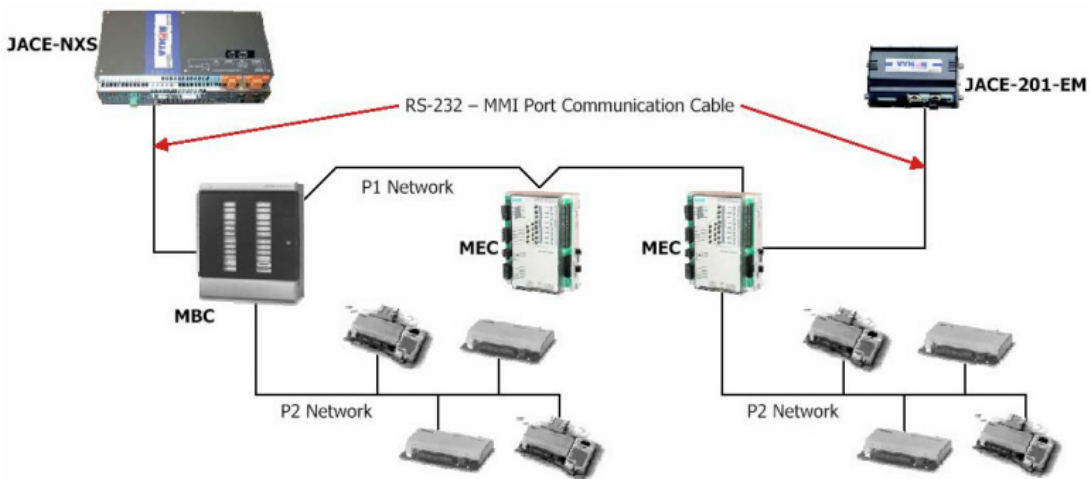 JACE-NXS
JACE-201-EM
RS-232 – MMI Port Communication Cable
P1 Network
MEC
MEC
MBC
P2 Network
P2 Network